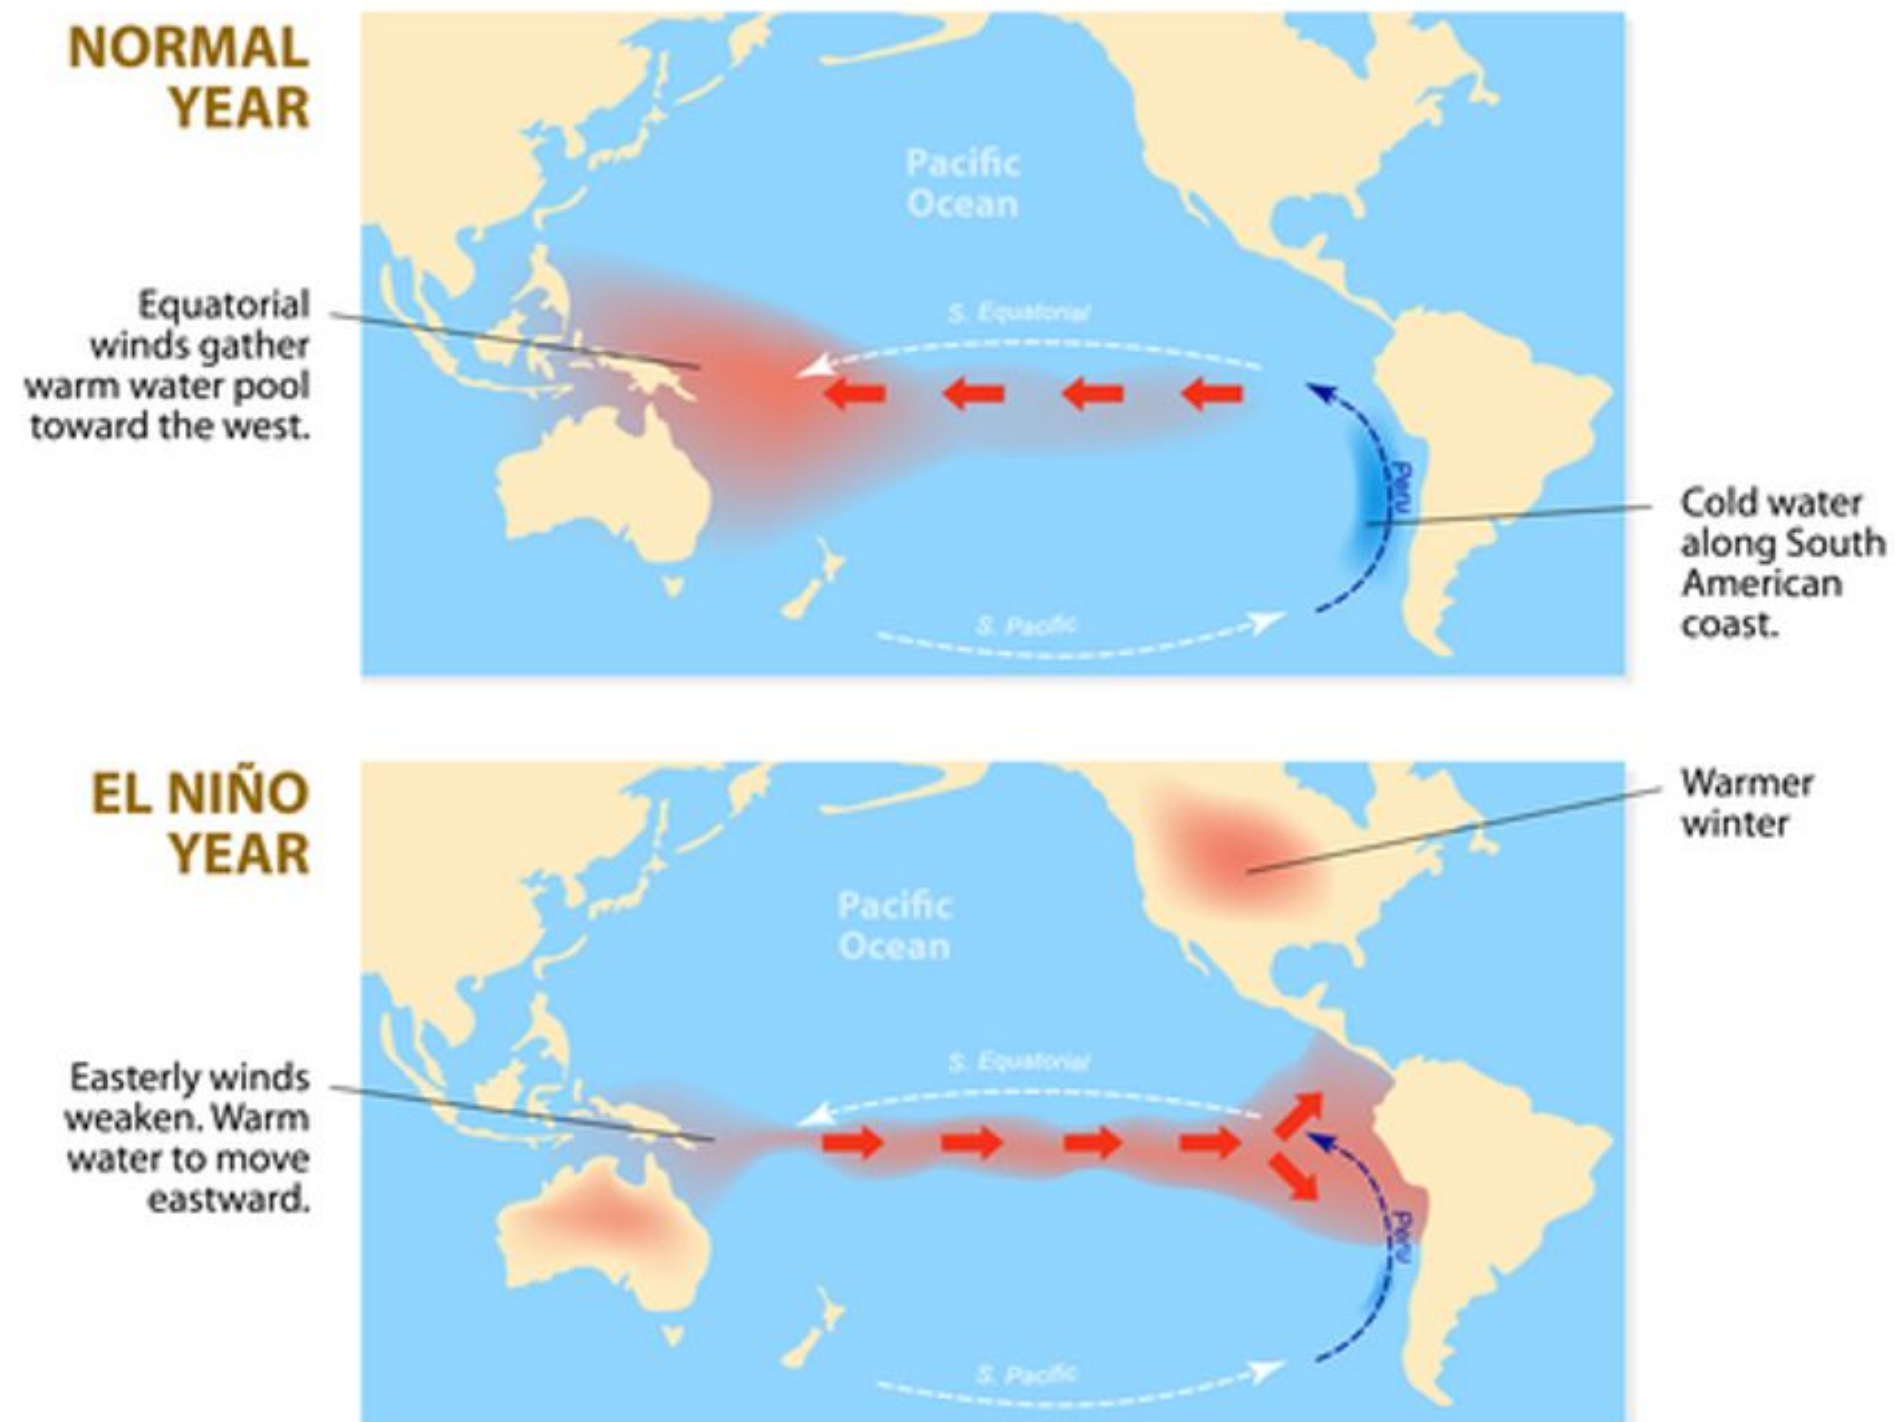 NORMAL
YEAR
Pacific
Ocean
Equatorial
winds gather
warm water pool
toward the west.
S. Equatorial
Peru
Cold water
along South
American
coast.
S. Pacific
EL NIÑO
YEAR
Warmer
winter
Pacific
Ocean
Easterly winds
weaken. Warm
water to move
eastward.
S. Equatorial
Peru
S. Pacific